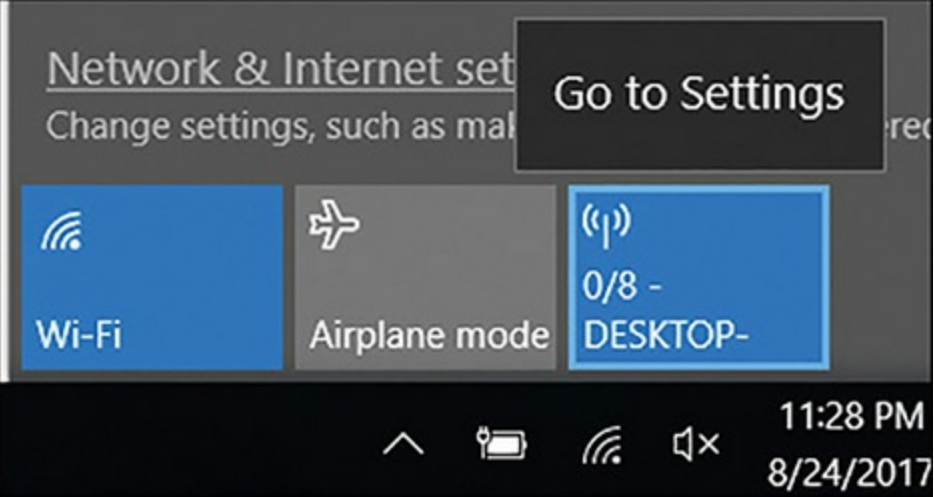 Network & Internet set
Go to Settings
Change settings, such as mak
Wi-Fi
Airplane mode
0/8 -
DESKTOP-
11:28 PM
8/24/2017